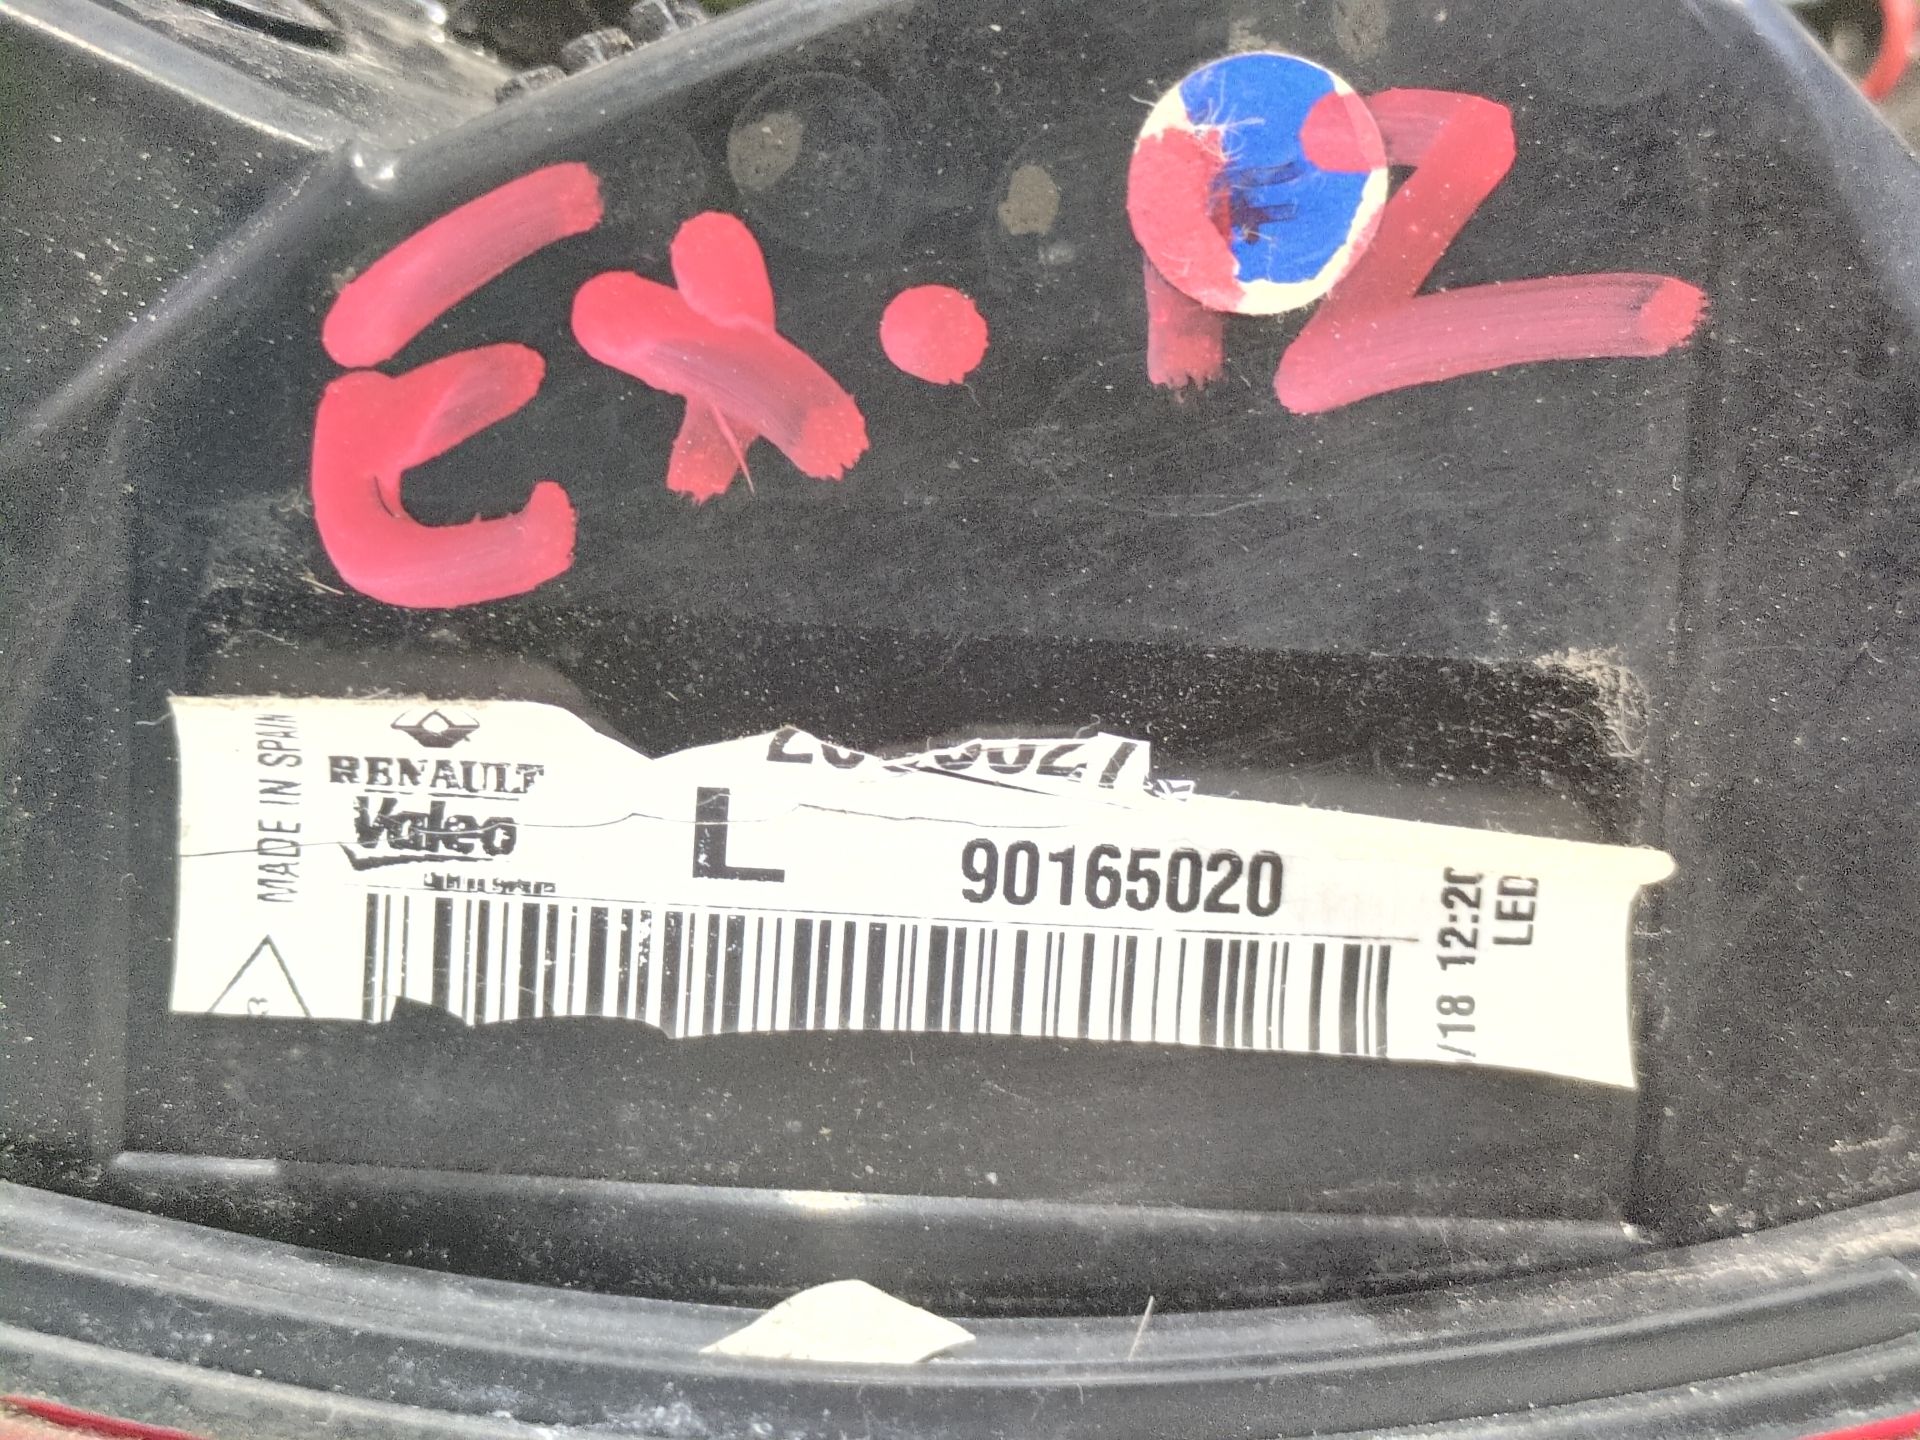 EX. 12
MADE IN SPAIN
RENAULT
Valeo
L
90165020
/18 12:20
LED